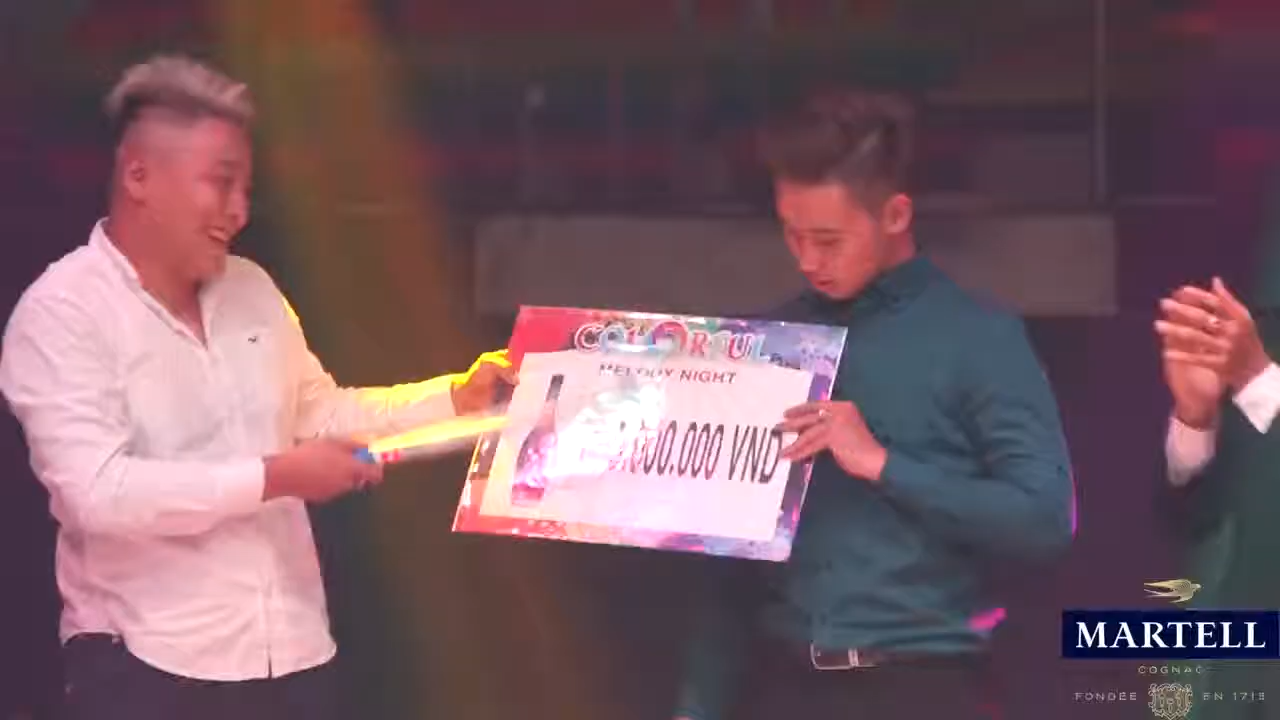 COLORFUL
MELODY NIGHT
000.000 VND
MARTELL
COGNAC
FONDÉE EN 1715